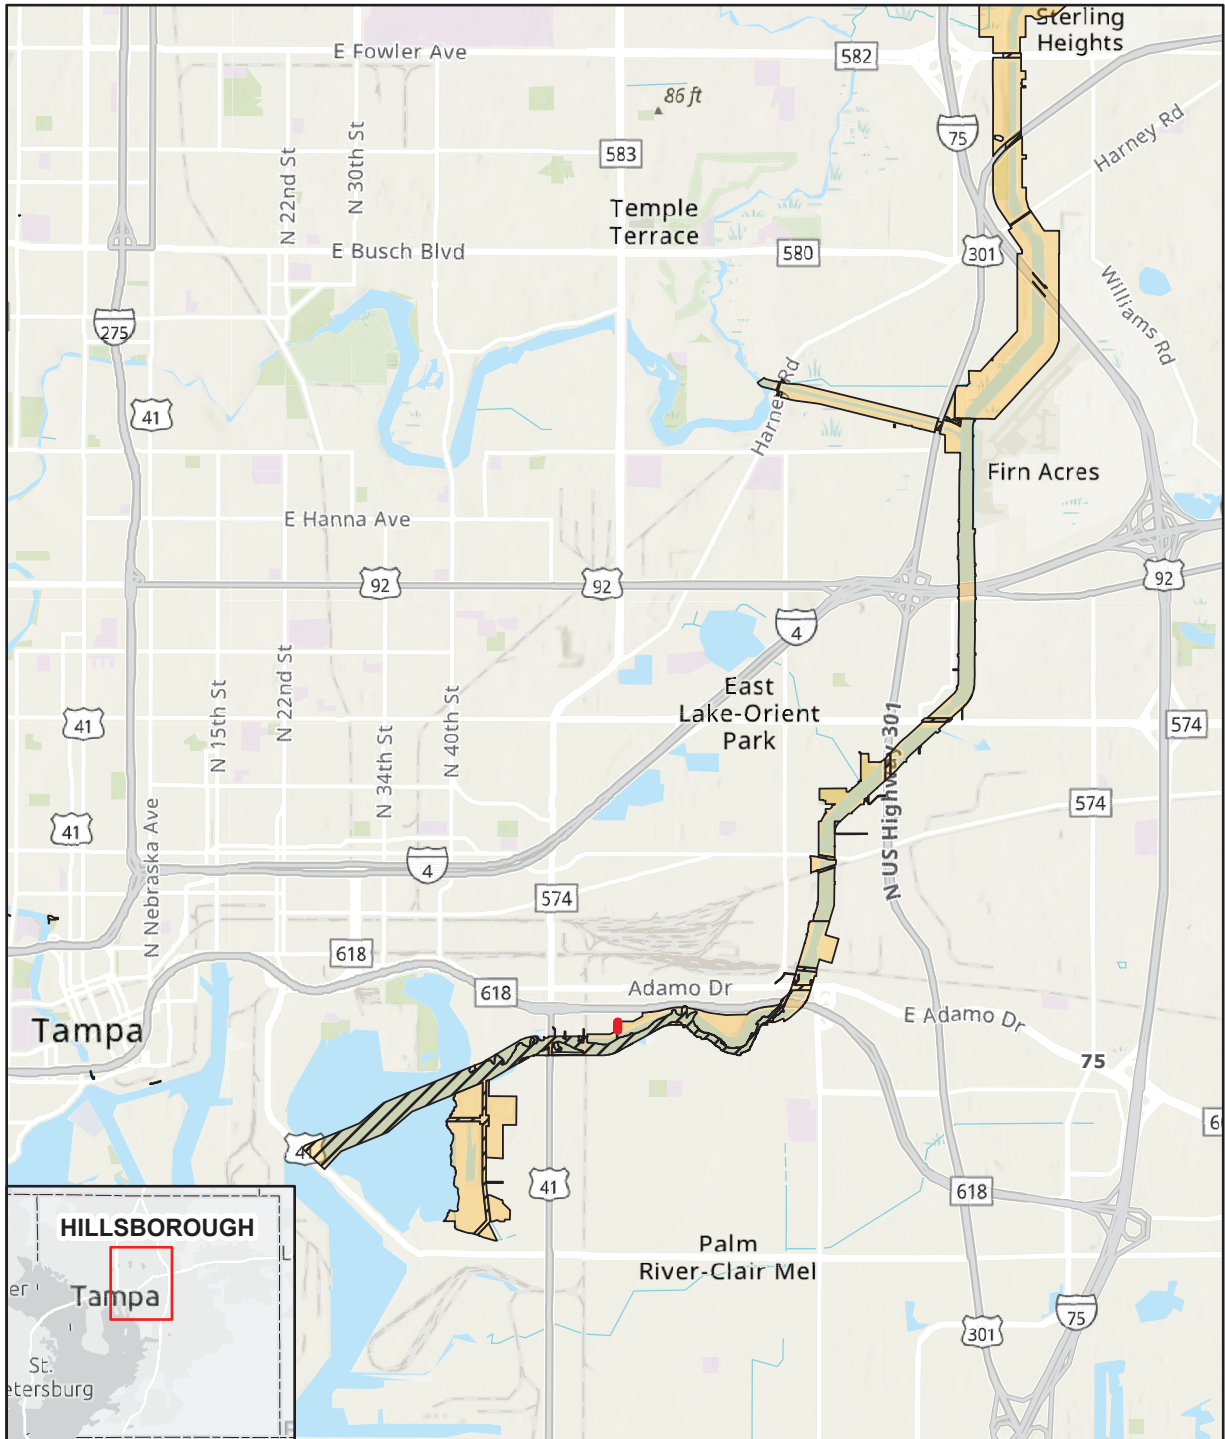 Sterling
Heights
E Fowler Ave
582
86 ft
75
Harney Rd
N 30th St
N 22nd St
583
Temple
Terrace
E Busch Blvd
580
301
Williams Rd
275
41
Harney Rd
Firn Acres
E Hanna Ave
92
92
92
4
N 22nd St
N 15th St
N 40th St
N 34th St
East
Lake-Orient
Park
41
574
N US Highway 301
574
41
N Nebraska Ave
4
574
618
618
Adamo Dr
E Adamo Dr
Tampa
75
41
618
Palm
River-Clair Mel
301
75
HILLSBOROUGH
Tampa
St.
etersburg
er